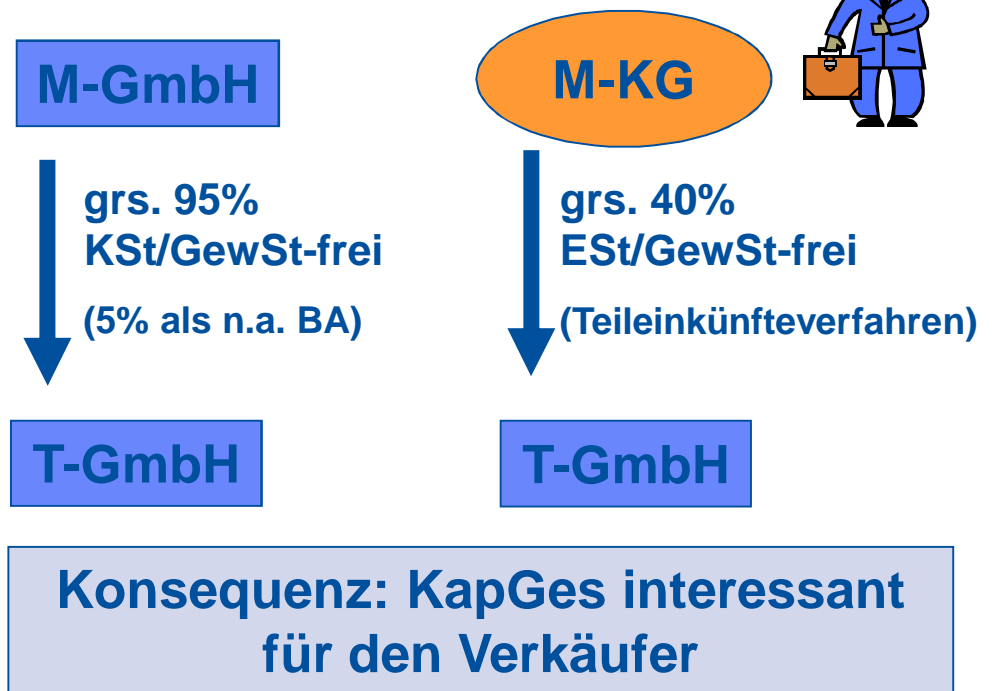 M-GmbH
grs. 95%
KSt/GewSt-frei
(5% als n.a. BA)
T-GmbH
M-KG
grs. 40%
ESt/GewSt-frei
(Teileinkünfteverfahren)
T-GmbH
Konsequenz: KapGes interessant
für den Verkäufer